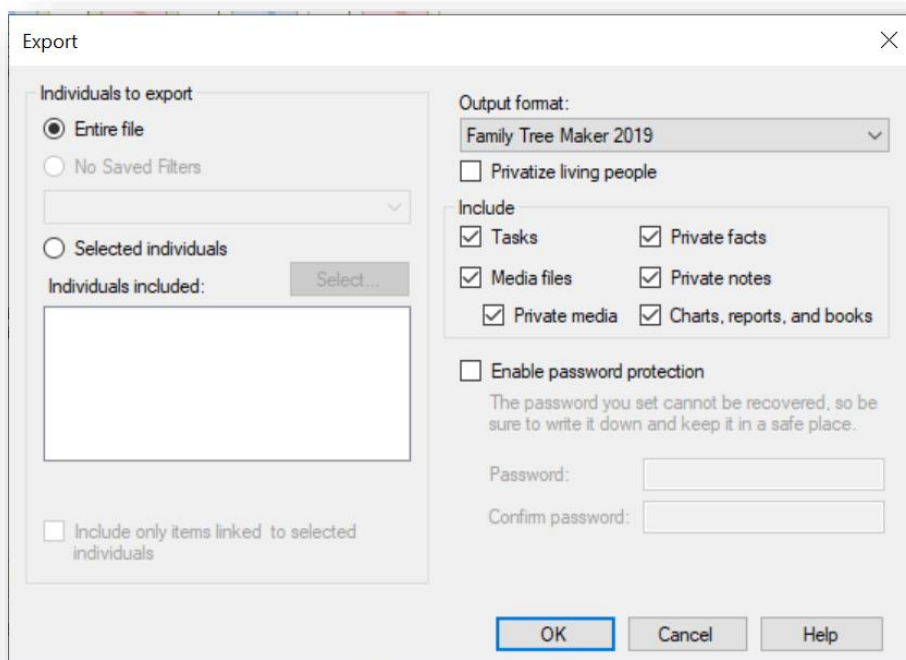 Export
Individuals to export
Entire file
No Saved Filters
Selected individuals
Individuals included:
Select...
Include only items linked to selected
individuals
Output format:
Family Tree Maker 2019
Privatize living people
Include
Tasks
Private facts
Media files
Private notes
Private media
Charts, reports, and books
Enable password protection
The password you set cannot be recovered, so be
sure to write it down and keep it in a safe place.
Password:
Confirm password:
OK
Cancel
Help